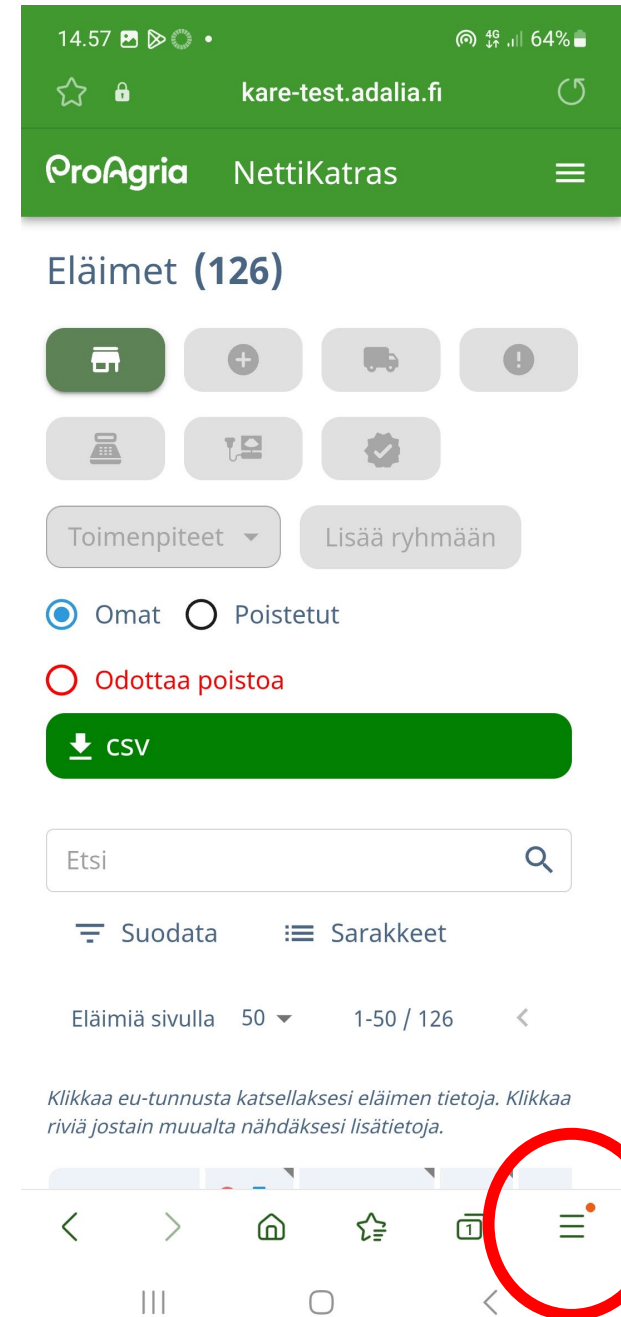 14.57 4G 64%
kare-test.adalia.fi
ProAgria NettiKatras
Eläimet (126)
Toimenpiteet Lisää ryhmään
Omat Poistetut
Odottaa poistoa
CSV
Etsi
Suodata Sarakkeet
Eläimiä sivulla 50 1-50 / 126
Klikkaa eu-tunnusta katsellaksesi eläimen tietoja. Klikkaa
riviä jostain muualta nähdäksesi lisätietoja.
1